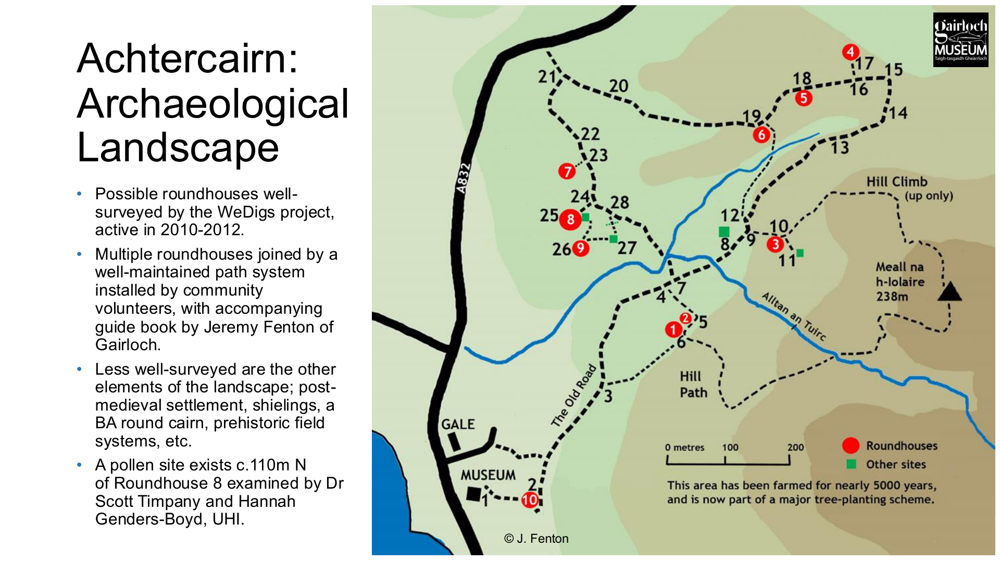 Achtercairn:
Archaeological
Landscape
• Possible roundhouses well-
surveyed by the WeDigs project,
active in 2010-2012.
• Multiple roundhouses joined by a
well-maintained path system
installed by community
volunteers, with accompanying
guide book by Jeremy Fenton of
Gairloch.
• Less well-surveyed are the other
elements of the landscape; post-
medieval settlement, shielings, a
BA round cairn, prehistoric field
systems, etc.
• A pollen site exists c.110m N
of Roundhouse 8 examined by Dr
Scott Timpany and Hannah
Genders-Boyd, UHI.
gairloch
MUSEUM
Taigh-tasgaidh Gheàrrloch
4
17
15
21
20
18
16
5
14
19
6
22
13
23
7
A832
Hill Climb
(up only)
24
28
25
8
12
10
26
9
27
8
9
3
11
Meall na
h-Iolaire
238m
7
4
Alltan an Tuirc
2
5
1
6
The Old Road
Hill
Path
3
GALE
0 metres 100 200
Roundhouses
Other sites
MUSEUM
2
1
10
This area has been farmed for nearly 5000 years,
and is now part of a major tree-planting scheme.
© J. Fenton